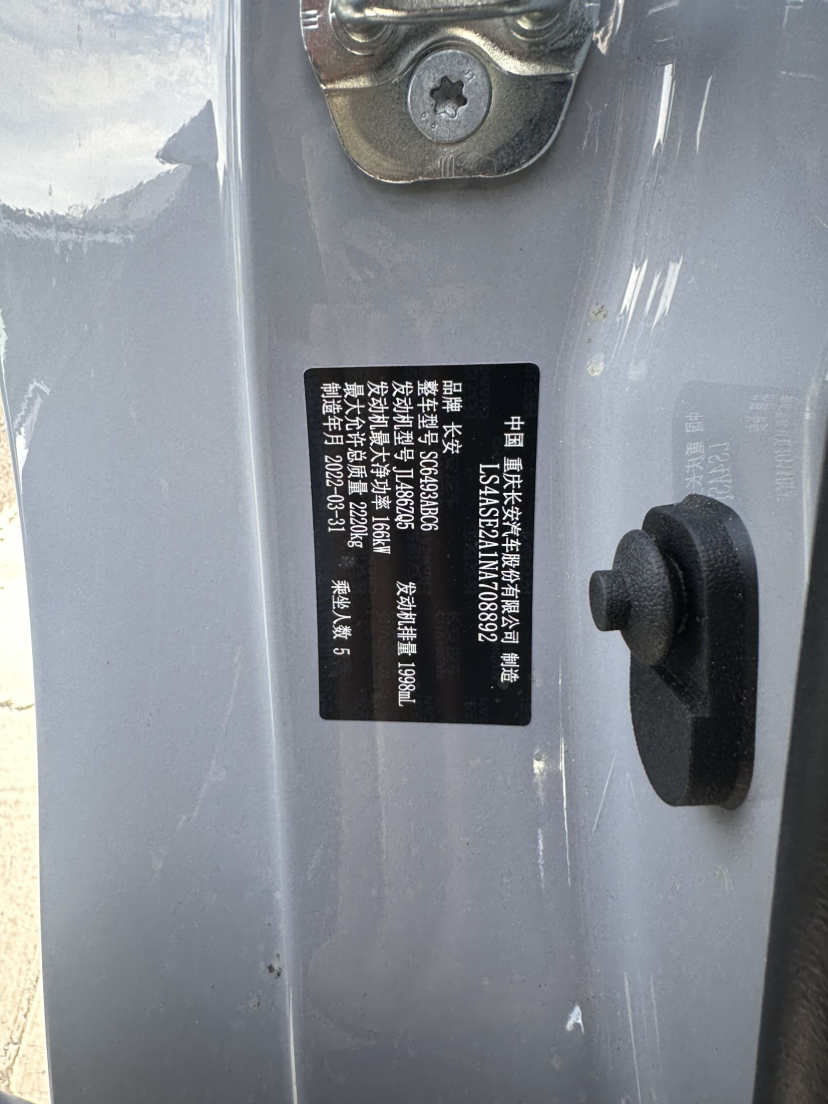 中国 重庆长安汽车股份有限公司 制造
LS4ASE2A1NA708892
品牌 长安
整车型号 SC6493ABC6
发动机型号 JL486ZQ5 发动机排量 1998mL
发动机最大净功率 166kW
最大允许总质量 2220kg
制造年月 2022-03-31 乘坐人数 5